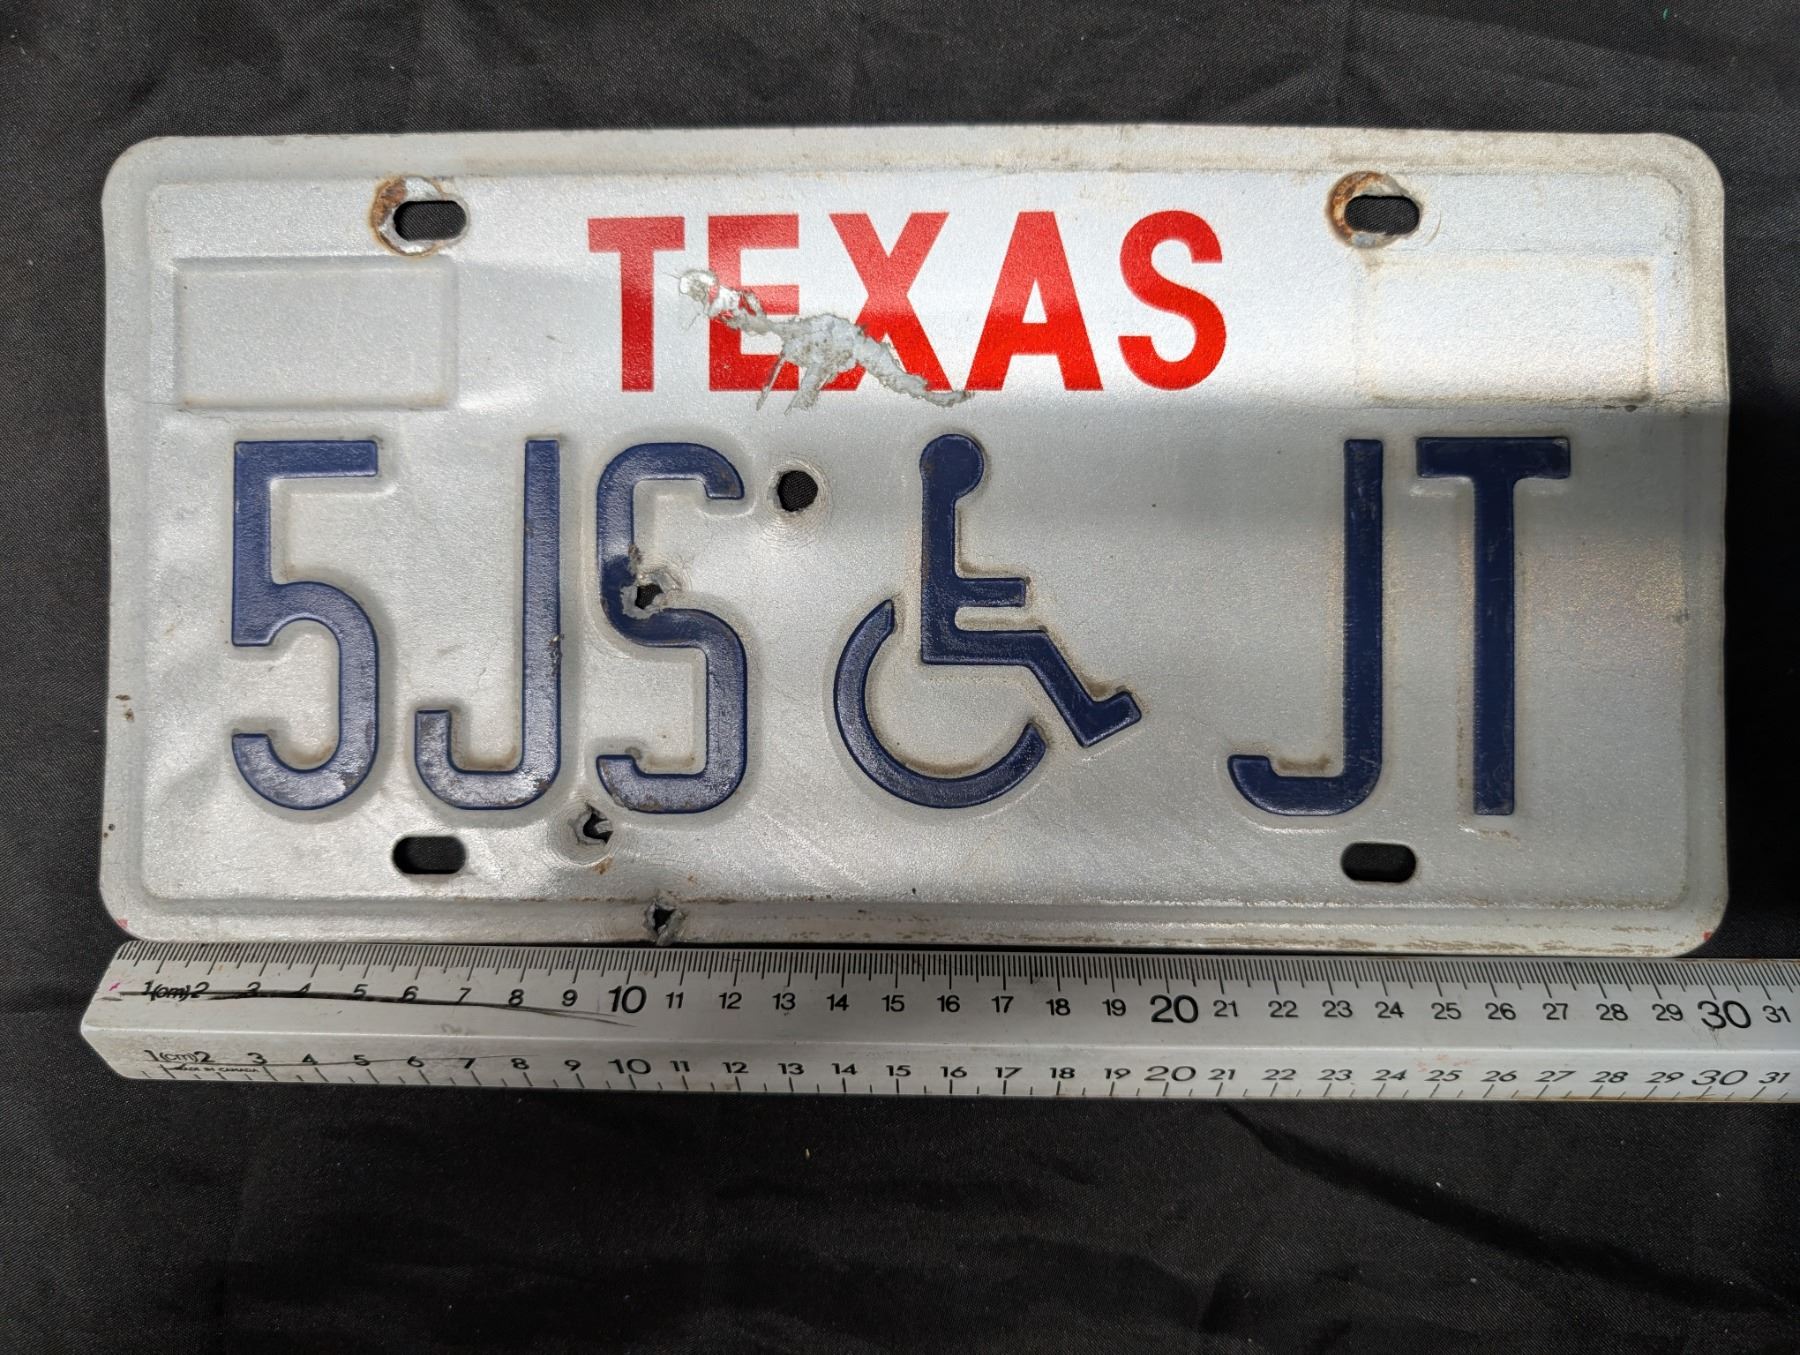 TEXAS
5JS ♿ JT
1(cm)2 3 4 5 6 7 8 9 10 11 12 13 14 15 16 17 18 19 20 21 22 23 24 25 26 27 28 29 30 31
1(cm)2 3 4 5 6 7 8 9 10 11 12 13 14 15 16 17 18 19 20 21 22 23 24 25 26 27 28 29 30 31
MADE IN CANADA